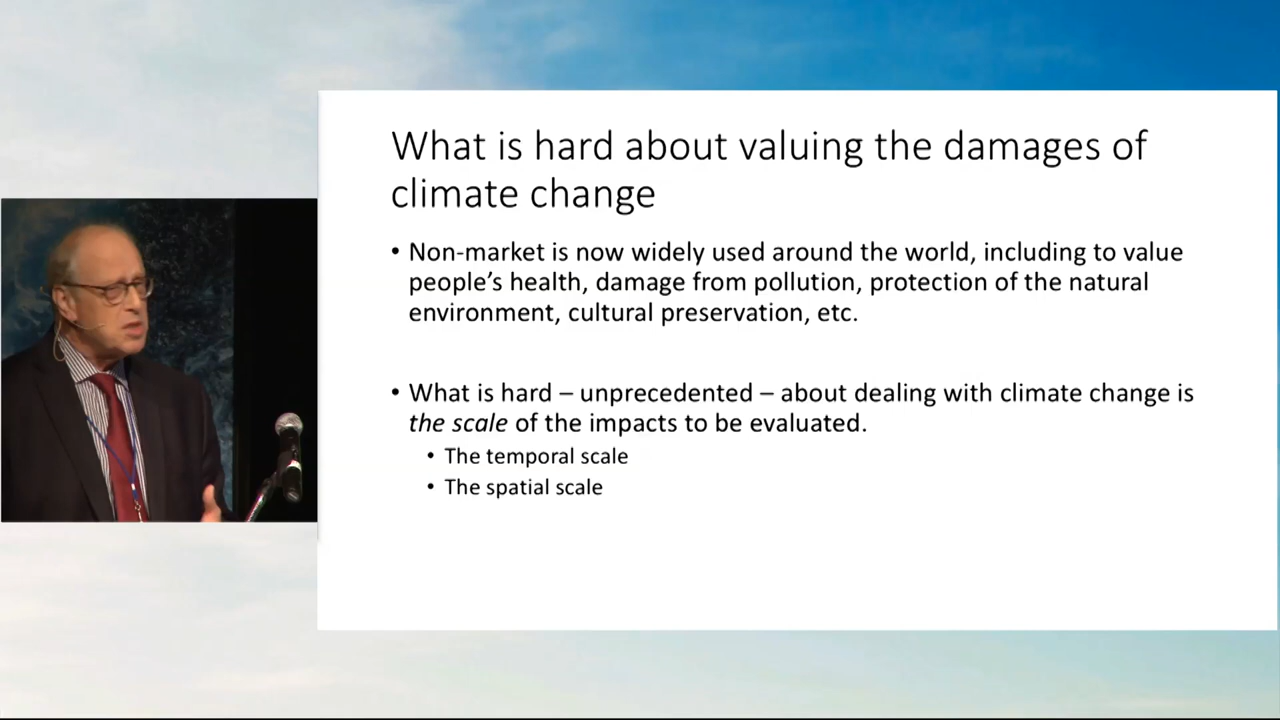 What is hard about valuing the damages of
climate change
• Non-market is now widely used around the world, including to value
people’s health, damage from pollution, protection of the natural
environment, cultural preservation, etc.
• What is hard – unprecedented – about dealing with climate change is
the scale of the impacts to be evaluated.
• The temporal scale
• The spatial scale